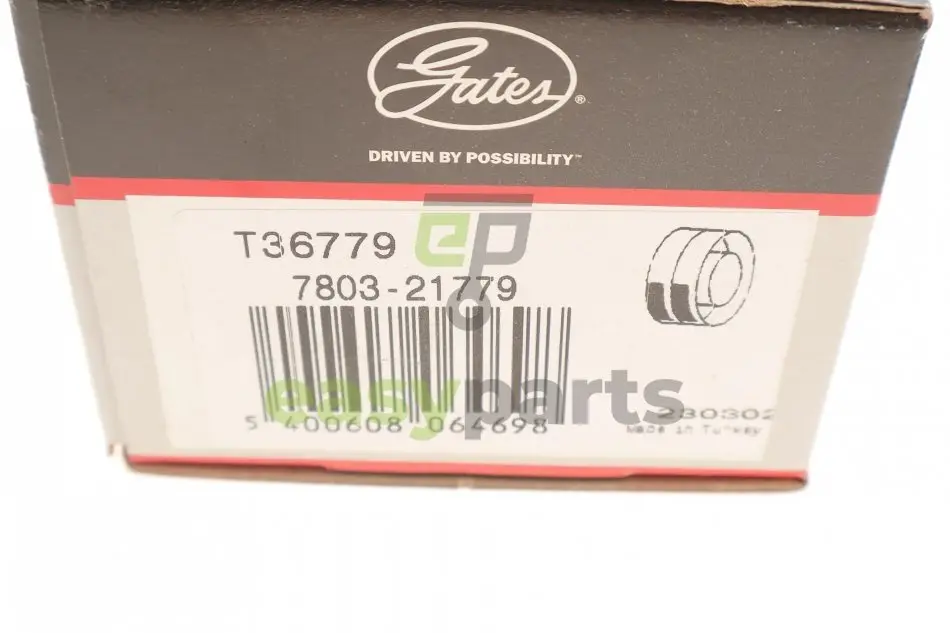 Gates®
DRIVEN BY POSSIBILITY™
T36779
ep
7803-21779
easyparts
5 400608 064698
230302
Made in Turkey